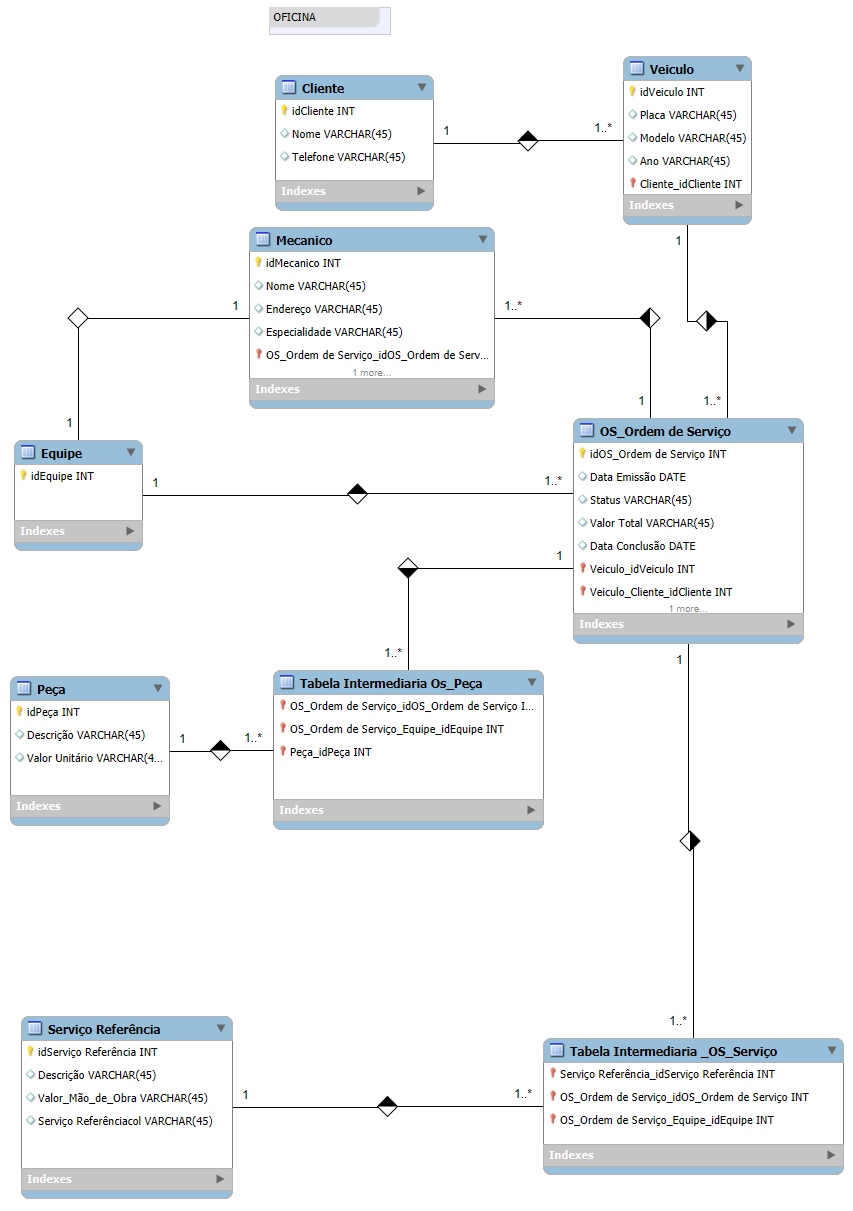 OFICINA
Cliente
idCliente INT
Nome VARCHAR(45)
Telefone VARCHAR(45)
Indexes
1
1..*
Veiculo
idVeiculo INT
Placa VARCHAR(45)
Modelo VARCHAR(45)
Ano VARCHAR(45)
Cliente_idCliente INT
Indexes
1
1..*
Mecanico
idMecanico INT
Nome VARCHAR(45)
Endereço VARCHAR(45)
Especialidade VARCHAR(45)
OS_Ordem de Serviço_idOS_Ordem de Serv...
1 more...
Indexes
1..*
1
1
1
Equipe
idEquipe INT
Indexes
1
1..*
OS_Ordem de Serviço
idOS_Ordem de Serviço INT
Data Emissão DATE
Status VARCHAR(45)
Valor Total VARCHAR(45)
Data Conclusão DATE
Veiculo_idVeiculo INT
Veiculo_Cliente_idCliente INT
1 more...
Indexes
1
1..*
1
1..*
Peça
idPeça INT
Descrição VARCHAR(45)
Valor Unitário VARCHAR(4...
Indexes
1
1..*
Tabela Intermediaria Os_Peça
OS_Ordem de Serviço_idOS_Ordem de Serviço I...
OS_Ordem de Serviço_Equipe_idEquipe INT
Peça_idPeça INT
Indexes
Serviço Referência
idServiço Referência INT
Descrição VARCHAR(45)
Valor_Mão_de_Obra VARCHAR(45)
Serviço Referênciacol VARCHAR(45)
Indexes
1
1..*
Tabela Intermediaria _OS_Serviço
Serviço Referência_idServiço Referência INT
OS_Ordem de Serviço_idOS_Ordem de Serviço INT
OS_Ordem de Serviço_Equipe_idEquipe INT
Indexes